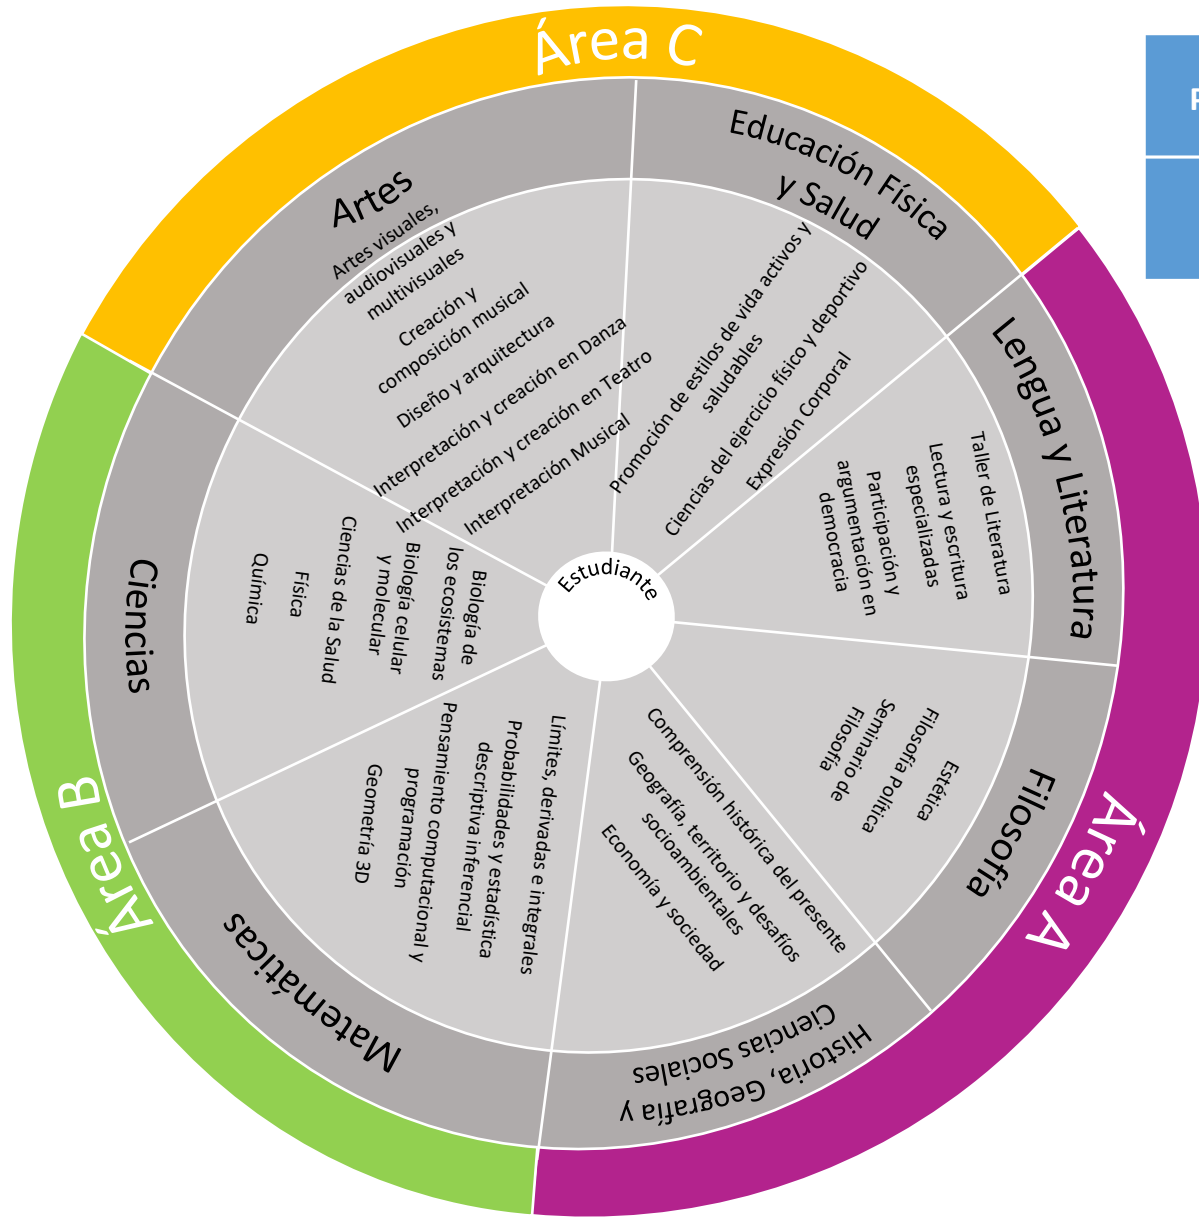 Área C
Artes
Artes visuales,
audiovisuales y
multivisuales
Creación y
composición musical
Diseño y arquitectura
Interpretación y creación en Danza
Interpretación y creación en Teatro
Interpretación Musical
Educación Física
y Salud
Promoción de estilos de vida activos y
saludables
Ciencias del ejercicio físico y deportivo
Expresión Corporal
Área A
Lengua y Literatura
Taller de Literatura
Lectura y escritura
especializadas
Participación y
argumentación en
democracia
Filosofía
Estética
Filosofía Política
Seminario de
Filosofía
Historia, Geografía y
Ciencias Sociales
Comprensión histórica del presente
Geografía, territorio y desafíos
socioambientales
Economía y sociedad
Área B
Matemáticas
Límites, derivadas e integrales
Probabilidades y estadística
descriptiva inferencial
Pensamiento computacional y
programación
Geometría 3D
Ciencias
Biología de
los ecosistemas
Biología celular
y molecular
Ciencias de la Salud
Física
Química
Estudiante